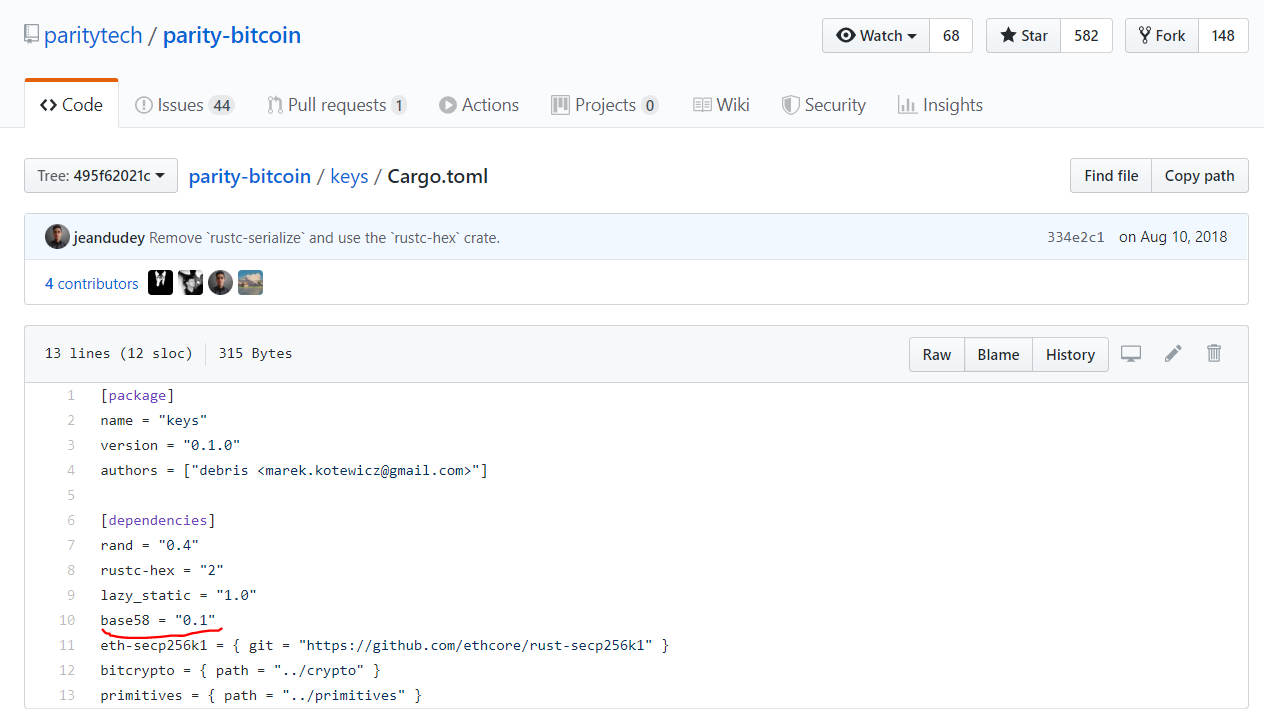 paritytech / parity-bitcoin
Watch 68 Star 582 Fork 148
Code Issues 44 Pull requests 1 Actions Projects 0 Wiki Security Insights
Tree: 495f62021c parity-bitcoin / keys / Cargo.toml Find file Copy path
jeandudey Remove `rustc-serialize` and use the `rustc-hex` crate. 334e2c1 on Aug 10, 2018
4 contributors
13 lines (12 sloc) 315 Bytes Raw Blame History
1 [package]
2 name = "keys"
3 version = "0.1.0"
4 authors = ["debris <marek.kotewicz@gmail.com>"]
5
6 [dependencies]
7 rand = "0.4"
8 rustc-hex = "2"
9 lazy_static = "1.0"
10 base58 = "0.1"
11 eth-secp256k1 = { git = "https://github.com/ethcore/rust-secp256k1" }
12 bitcrypto = { path = "../crypto" }
13 primitives = { path = "../primitives" }